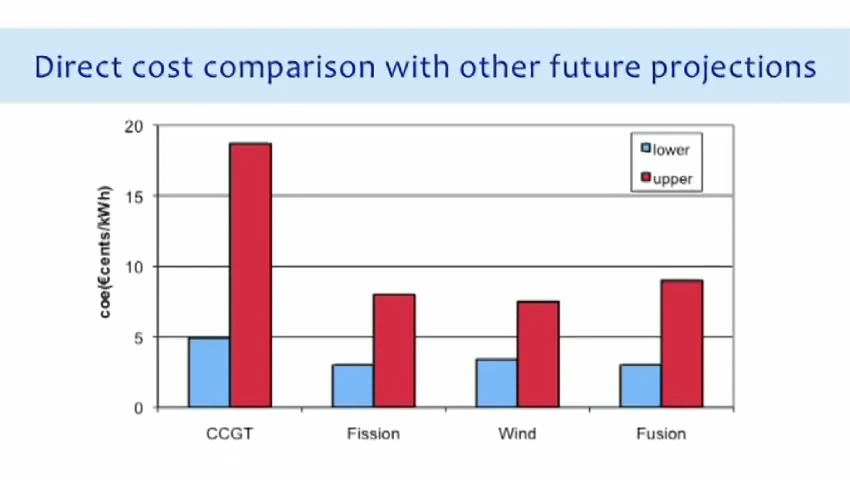 Direct cost comparison with other future projections
20
15
10
5
0
coe(€cents/kWh)
lower
upper
CCGT
Fission
Wind
Fusion